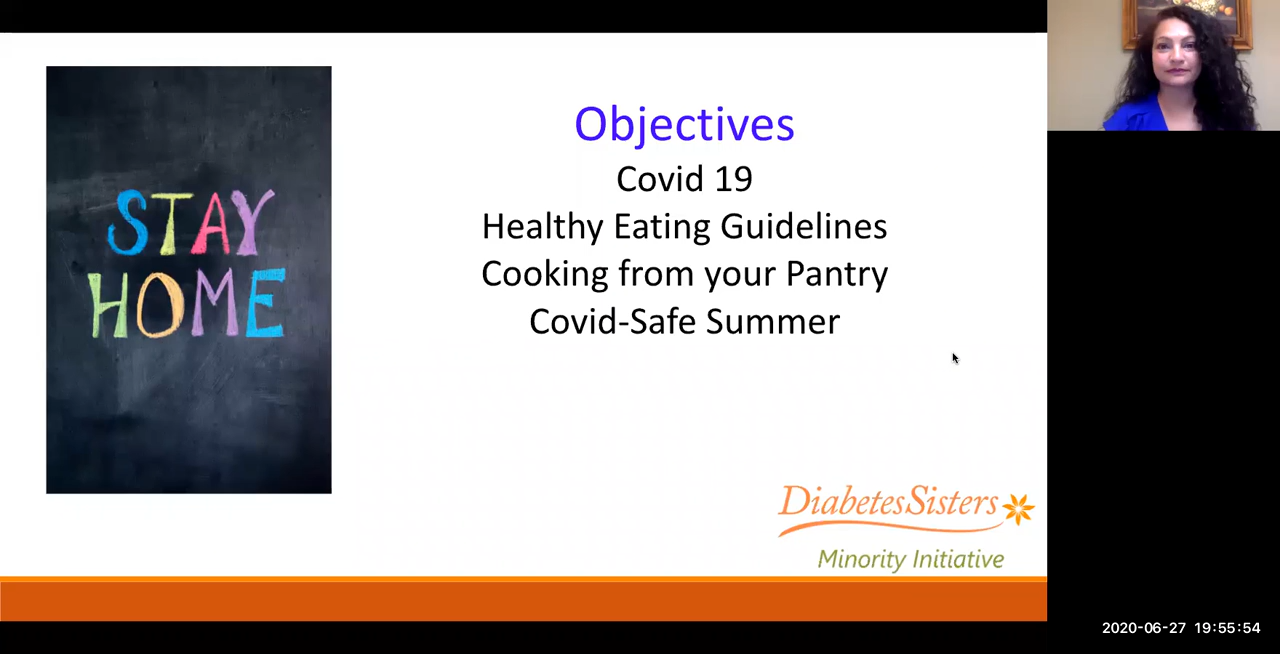 STAY
HOME
Objectives
Covid 19
Healthy Eating Guidelines
Cooking from your Pantry
Covid-Safe Summer
DiabetesSisters
Minority Initiative
2020-06-27 19:55:54